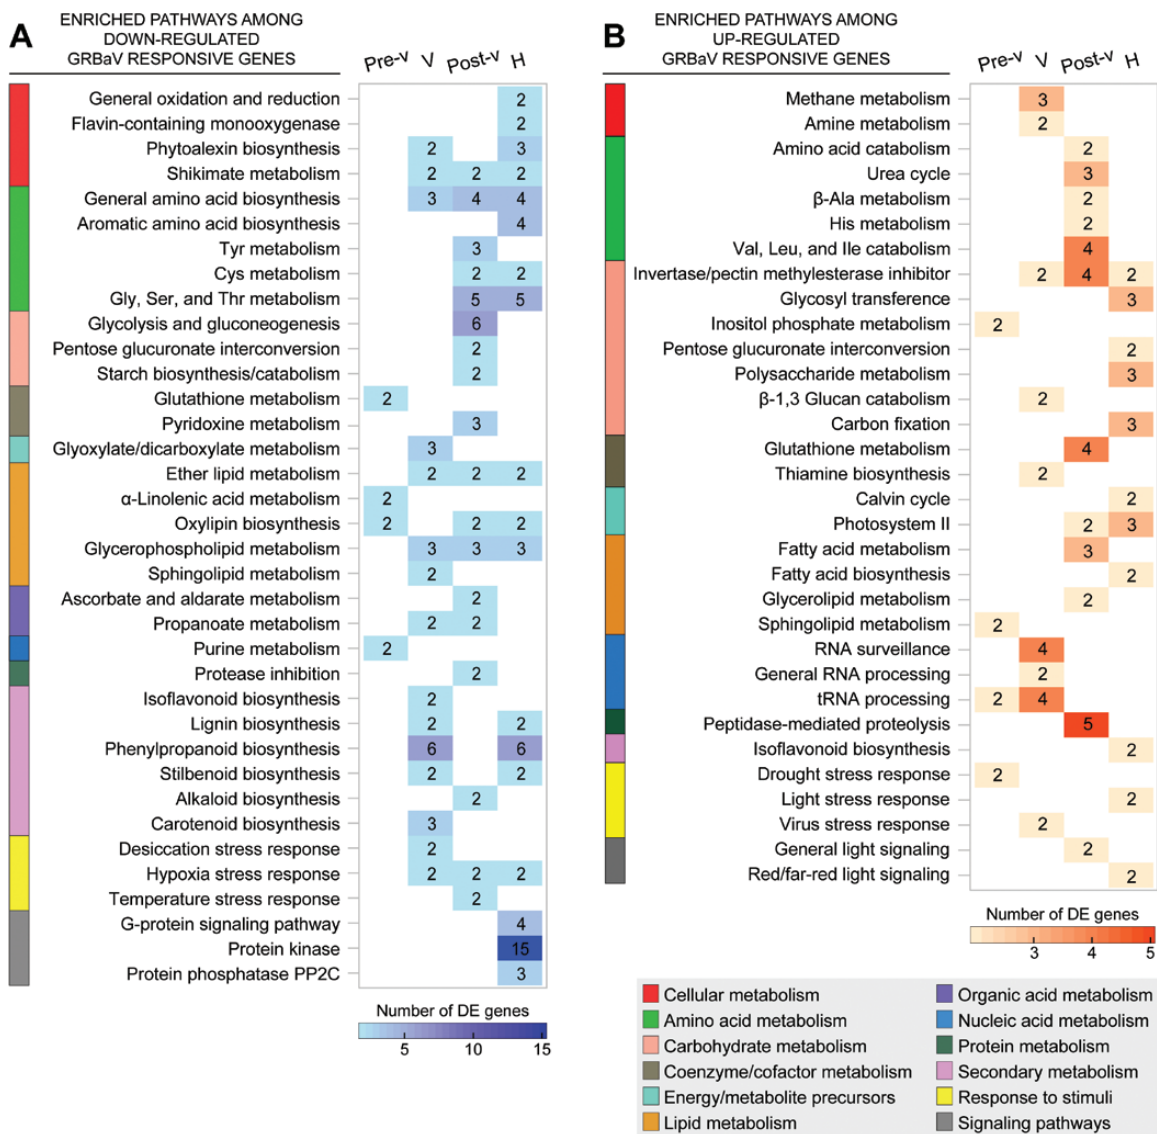 A
ENRICHED PATHWAYS AMONG
DOWN-REGULATED
GRBaV RESPONSIVE GENES
Pre-v V Post-v H
General oxidation and reduction 2
Flavin-containing monooxygenase 2
Phytoalexin biosynthesis 2 3
Shikimate metabolism 2 2 2
General amino acid biosynthesis 3 4 4
Aromatic amino acid biosynthesis 4
Tyr metabolism 3
Cys metabolism 2 2
Gly, Ser, and Thr metabolism 5 5
Glycolysis and gluconeogenesis 6
Pentose glucuronate interconversion 2
Starch biosynthesis/catabolism 2
Glutathione metabolism 2
Pyridoxine metabolism 3
Glyoxylate/dicarboxylate metabolism 3
Ether lipid metabolism 2 2 2
α-Linolenic acid metabolism 2
Oxylipin biosynthesis 2 2 2
Glycerophospholipid metabolism 3 3 3
Sphingolipid metabolism 2
Ascorbate and aldarate metabolism 2
Propanoate metabolism 2 2
Purine metabolism 2
Protease inhibition 2
Isoflavonoid biosynthesis 2
Lignin biosynthesis 2 2
Phenylpropanoid biosynthesis 6 6
Stilbenoid biosynthesis 2 2
Alkaloid biosynthesis 2
Carotenoid biosynthesis 3
Desiccation stress response 2
Hypoxia stress response 2 2 2
Temperature stress response 2
G-protein signaling pathway 4
Protein kinase 15
Protein phosphatase PP2C 3
Number of DE genes
5 10 15
B
ENRICHED PATHWAYS AMONG
UP-REGULATED
GRBaV RESPONSIVE GENES
Pre-v V Post-v H
Methane metabolism 3
Amine metabolism 2
Amino acid catabolism 2
Urea cycle 3
β-Ala metabolism 2
His metabolism 2
Val, Leu, and Ile catabolism 4
Invertase/pectin methylesterase inhibitor 2 4 2
Glycosyl transference 3
Inositol phosphate metabolism 2
Pentose glucuronate interconversion 2
Polysaccharide metabolism 3
β-1,3 Glucan catabolism 2
Carbon fixation 3
Glutathione metabolism 4
Thiamine biosynthesis 2
Calvin cycle 2
Photosystem II 2 3
Fatty acid metabolism 3
Fatty acid biosynthesis 2
Glycerolipid metabolism 2
Sphingolipid metabolism 2
RNA surveillance 4
General RNA processing 2
tRNA processing 2 4
Peptidase-mediated proteolysis 5
Isoflavonoid biosynthesis 2
Drought stress response 2
Light stress response 2
Virus stress response 2
General light signaling 2
Red/far-red light signaling 2
Number of DE genes
3 4 5
Cellular metabolism
Amino acid metabolism
Carbohydrate metabolism
Coenzyme/cofactor metabolism
Energy/metabolite precursors
Lipid metabolism
Organic acid metabolism
Nucleic acid metabolism
Protein metabolism
Secondary metabolism
Response to stimuli
Signaling pathways